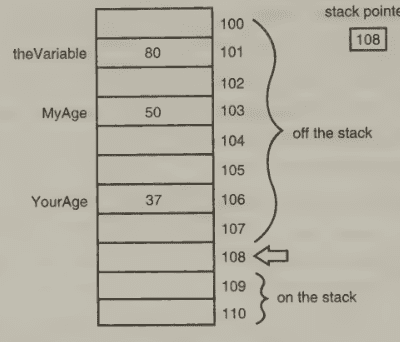 stack pointe
100
108
theVariable 80 101
102
MyAge 50 103
104
off the stack
105
YourAge 37 106
107
108
109
on the stack
110